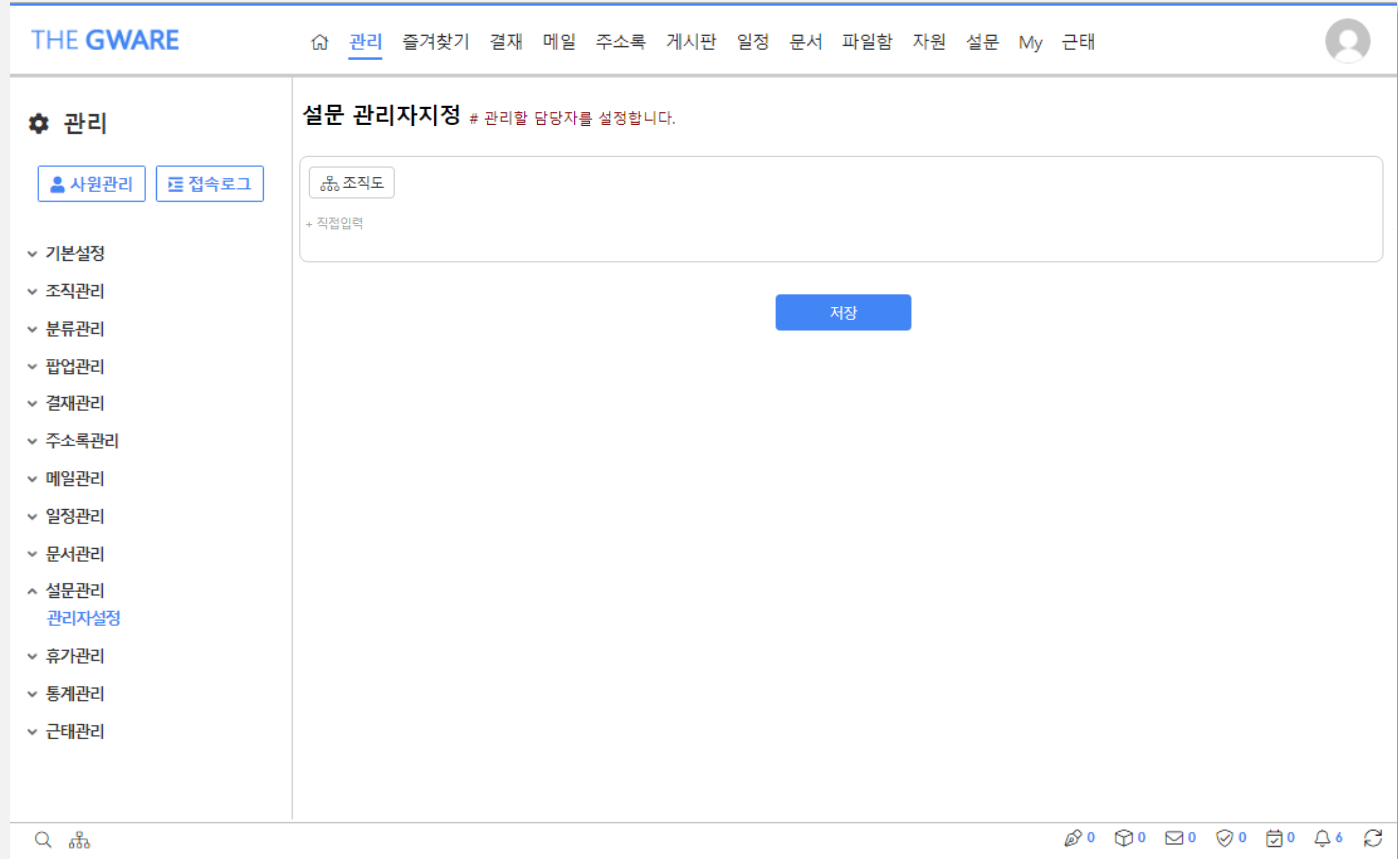 THE GWARE
관리 즐겨찾기 결재 메일 주소록 게시판 일정 문서 파일함 자원 설문 My 근태
관리
사원관리 접속로그
기본설정
조직관리
분류관리
팝업관리
결재관리
주소록관리
메일관리
일정관리
문서관리
설문관리
관리자설정
휴가관리
통계관리
근태관리
설문 관리자지정 # 관리할 담당자를 설정합니다.
조직도
+ 직접입력
저장
0 0 0 0 0 6